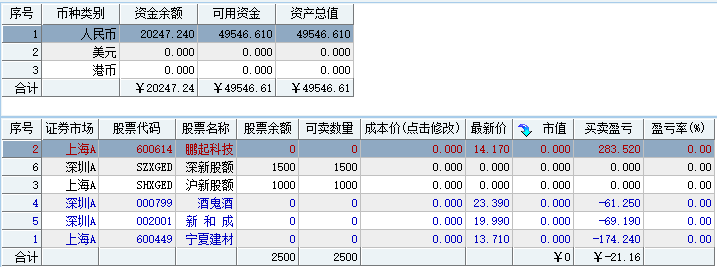 序号 币种类别 资金余额 可用资金 资产总值
1 人民币 20247.240 49546.610 49546.610
2 美元 0.000 0.000 0.000
3 港币 0.000 0.000 0.000
合计 ￥20247.24 ￥49546.61 ￥49546.61
序号 证券市场 股票代码 股票名称 股票余额 可卖数量 成本价(点击修改) 最新价 市值 买卖盈亏 盈亏率(%)
2 上海A 600614 鹏起科技 0 0 0.000 14.170 0.000 283.520 0.00
6 深圳A SZXGED 深新股额 1500 1500 0.000 0.000 0.000 0.000 0.00
3 上海A SHXGED 沪新股额 1000 1000 0.000 0.000 0.000 0.000 0.00
4 深圳A 000799 酒鬼酒 0 0 0.000 23.390 0.000 -61.250 0.00
5 深圳A 002001 新 和 成 0 0 0.000 19.990 0.000 -69.190 0.00
1 上海A 600449 宁夏建材 0 0 0.000 13.710 0.000 -174.240 0.00
合计 2500 2500 ￥0 ￥-21.16